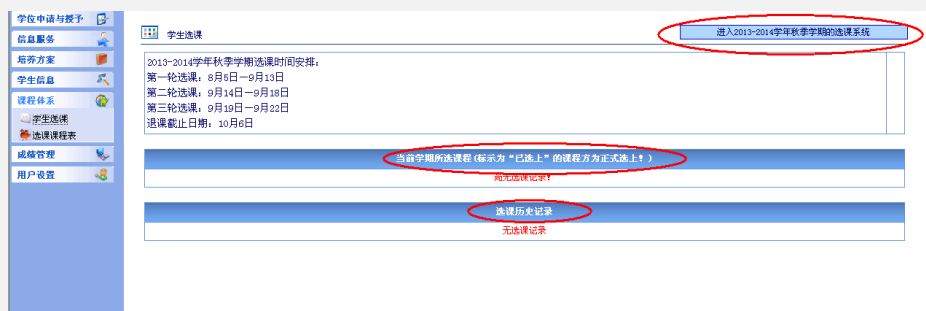 学位申请与授予
信息服务
培养方案
学生信息
课程体系
学生选课
选课课程表
成绩管理
用户设置
学生选课
进入2013-2014学年秋季学期的选课系统
2013-2014学年秋季学期选课时间安排:
第一轮选课: 8月5日-9月13日
第二轮选课: 9月14日-9月18日
第三轮选课: 9月19日-9月22日
退课截止日期: 10月6日
当前学期所选课程(标示为“已选上”的课程方为正式选上!)
尚无选课记录!
选课历史记录
无选课记录